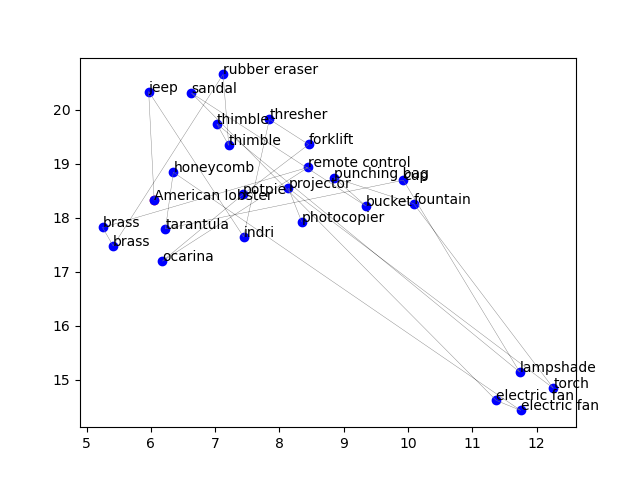 rubber eraser
jeep
sandal
20
thimble
thresher
thimble
forklift
19
honeycomb
remote control
punching bag
cup
potpie
projector
American lobster
18
bucket
fountain
brass
tarantula
photocopier
brass
indri
ocarina
17
16
15
lampshade
torch
electric fan
electric fan
5
6
7
8
9
10
11
12